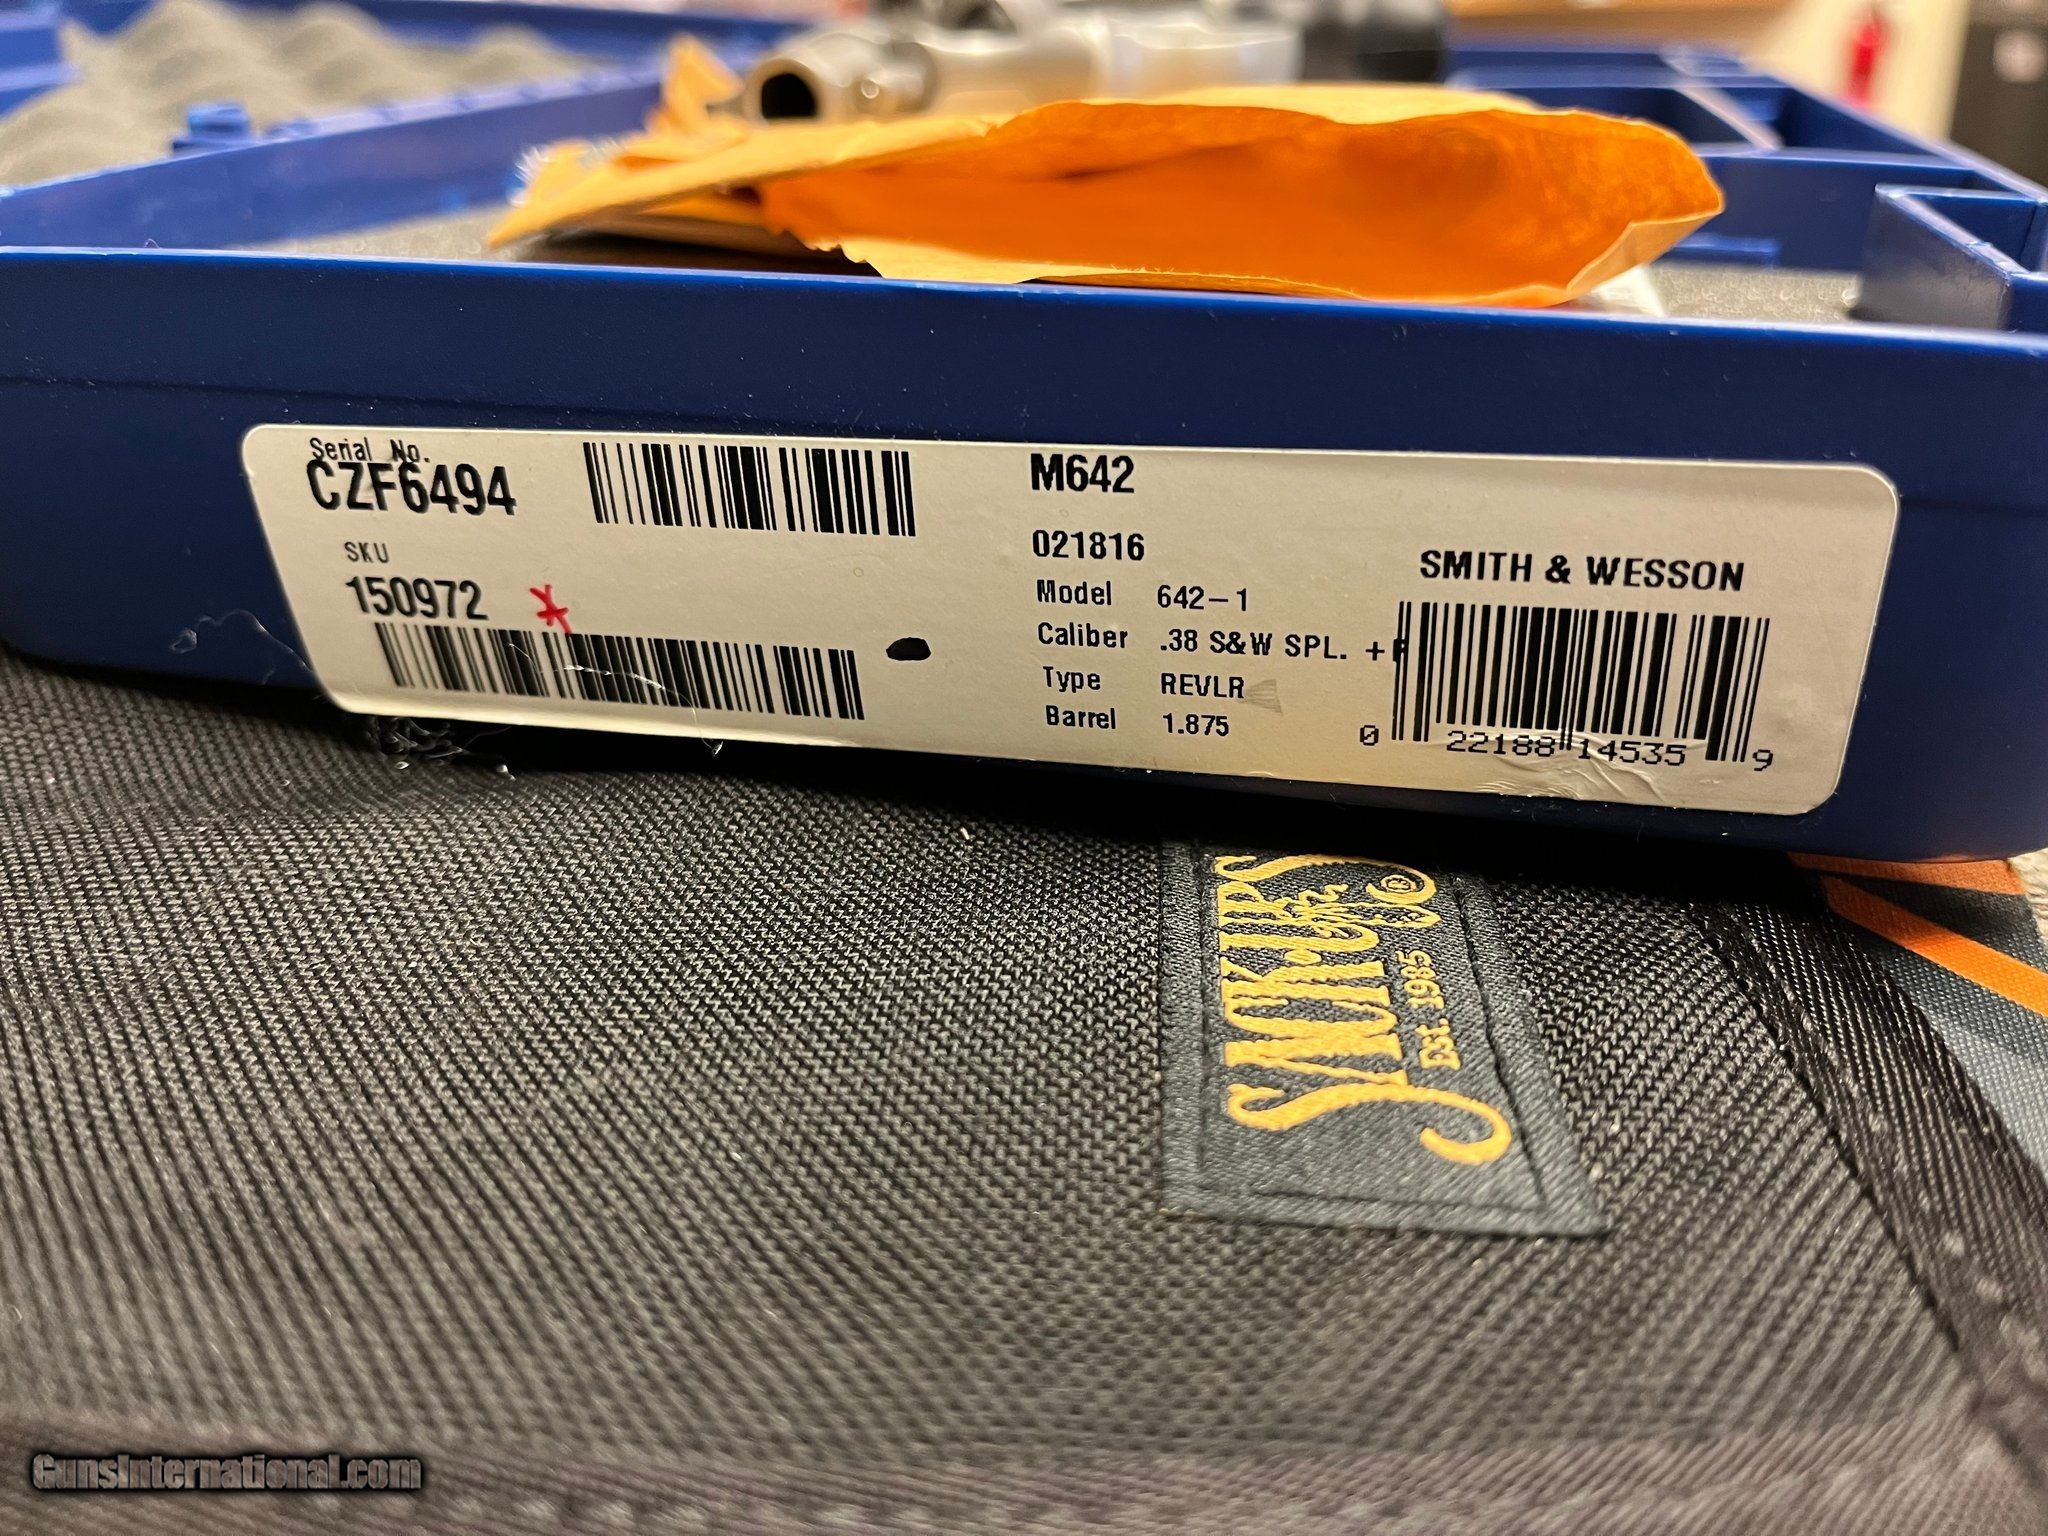 Serial No.
CZF6494
SKU
150972
M642
021816
Model 642-1
Caliber .38 S&W SPL. +P
Type REVLR
Barrel 1.875
SMITH & WESSON
0 22188 14535 9
SMOKIN
EST. 1985
GunsInternational.com